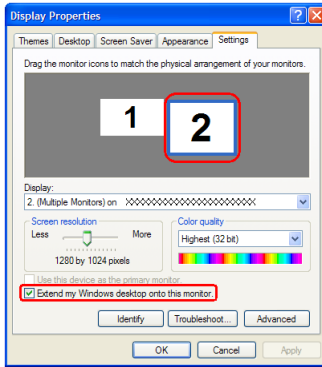 Display Properties
Themes Desktop Screen Saver Appearance Settings
Drag the monitor icons to match the physical arrangement of your monitors.
1 2
Display:
2. (Multiple Monitors) on XXXXXXXXXXXXXXXXXXXXXX
Screen resolution Color quality
Less More Highest (32 bit)
1280 by 1024 pixels
Use this device as the primary monitor.
Extend my Windows desktop onto this monitor.
Identify Troubleshoot... Advanced
OK Cancel Apply